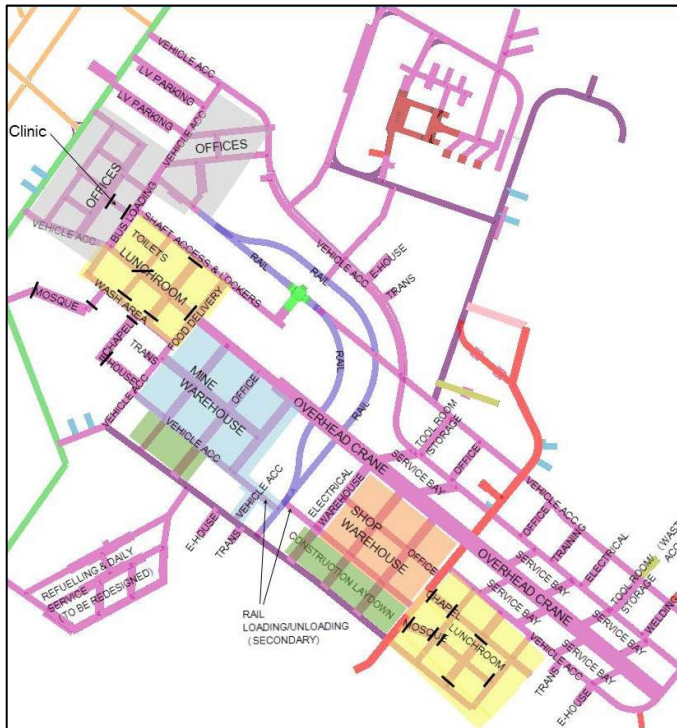 VEHICLE ACC
LV PARKING
LV PARKING
VEHICLE ACC
OFFICES
Clinic
OFFICES
BUS LOADING
VEHICLE ACC
SHAFT ACCESS & LOCKERS
TOILETS
LUNCHROOM
WASH AREA
FOOD DELIVERY
MOSQUE
CHAPEL
TRANS
HOUSE
VEHICLE ACC
RAIL
RAIL
RAIL
RAIL
VEHICLE ACC
E-HOUSE
TRANS
MINE
WAREHOUSE
OFFICE
VEHICLE ACC
OVERHEAD CRANE
VEHICLE ACC
E-HOUSE
TRANS
ELECTRICAL
WAREHOUSE
SHOP
WAREHOUSE
OFFICE
CONSTRUCTION LAYDOWN
SERVICE BAY
TOOL ROOM
/STORAGE
OFFICE
SERVICE BAY
VEHICLE ACC
OFFICE
TRAINING
ELECTRICAL
TOOL ROOM
STORAGE
(WAST
ACC
WELDING
OVERHEAD CRANE
SERVICE BAY
SERVICE BAY
SERVICE BAY
VEHICLE ACC
TRANS
E-HOUSE
HAPEL
MOSQUE
LUNCHROOM
REFUELLING & DAILY
SERVICE
(TO BE REDESIGNED)
RAIL
LOADING/UNLOADING
(SECONDARY)